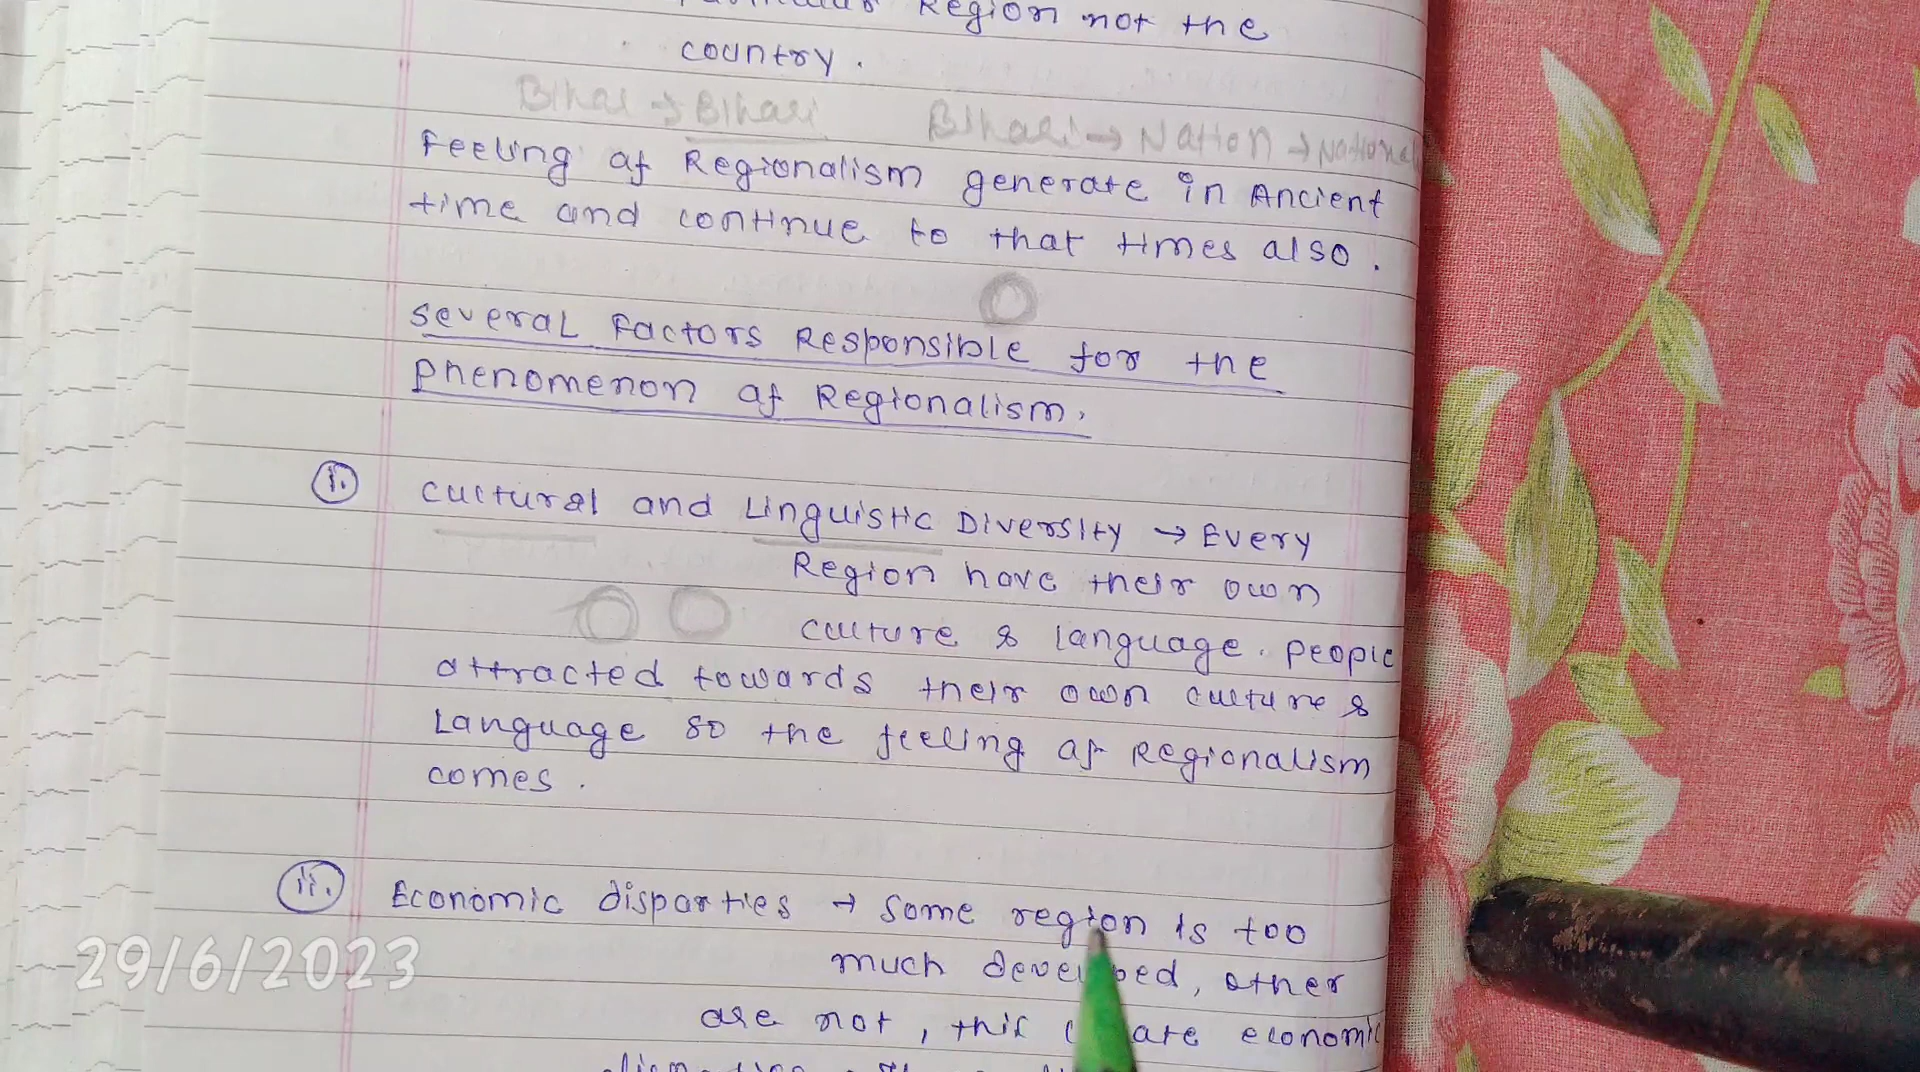 Region not the
country.
Bihar → Bihari Bihari → Nation → National
Feeling of Regionalism generate in Ancient
time and continue to that times also.
Several Factors Responsible for the
Phenomenon of Regionalism.
i. Cultural and Linguistic Diversity → Every
Region have their own
culture & language. People
attracted towards their own culture &
Language so the feeling of Regionalism
comes.
ii. Economic disparties → Some region is too
much developed, other
are not, this create economic
29/6/2023